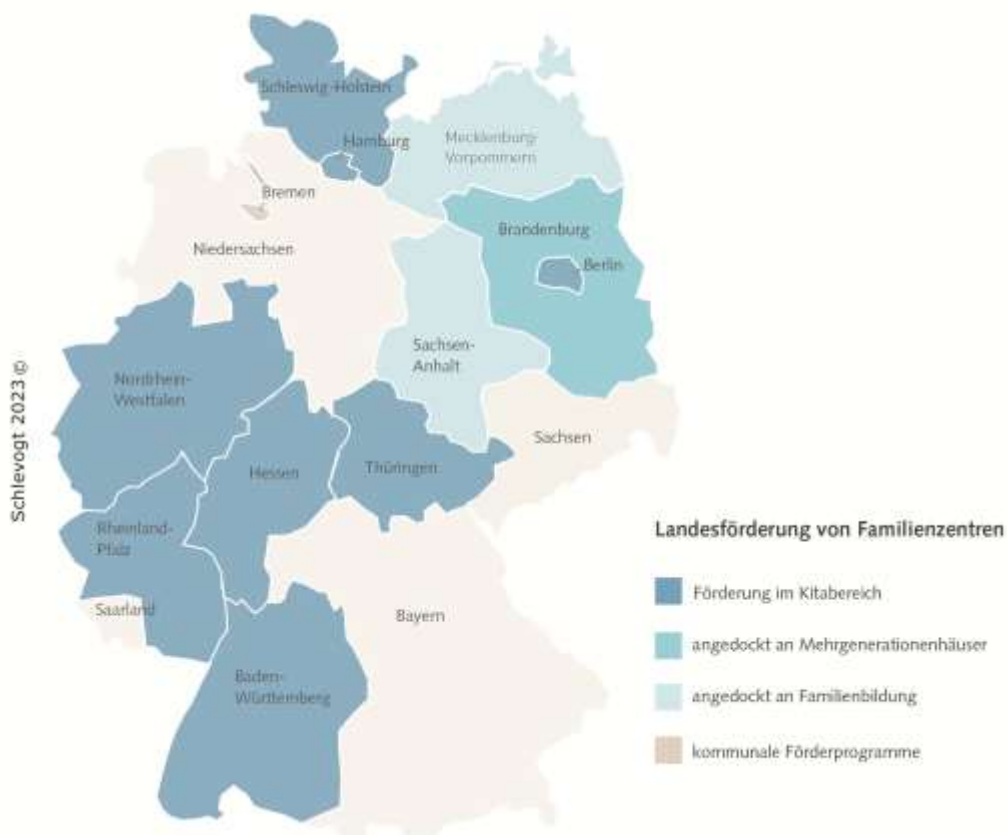 Schleswig-Holstein
Hamburg
Mecklenburg-
Vorpommern
Bremen
Niedersachsen
Brandenburg
Berlin
Sachsen-
Anhalt
Nordrhein-
Westfalen
Sachsen
Hessen
Thüringen
Rheinland-
Pfalz
Saarland
Bayern
Baden-
Württemberg
Schlevogt 2023 ©
Landesförderung von Familienzentren
Förderung im Kitabereich
angedockt an Mehrgenerationenhäuser
angedockt an Familienbildung
kommunale Förderprogramme